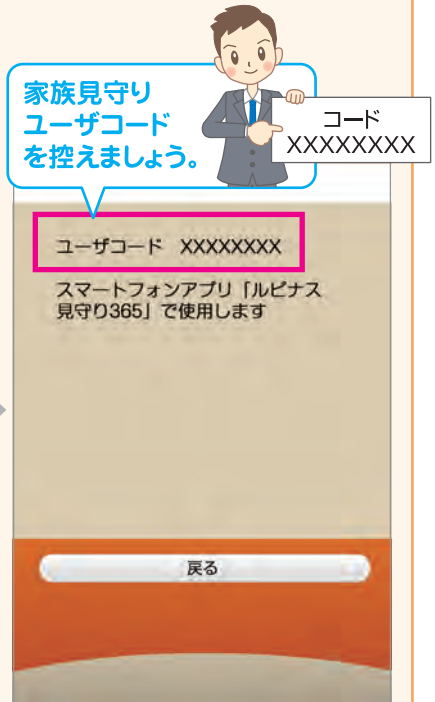 家族見守り
ユーザコード
を控えましょう。
コード
XXXXXXXX
ユーザコード　XXXXXXXX
スマートフォンアプリ「ルピナス
見守り365」で使用します
戻る